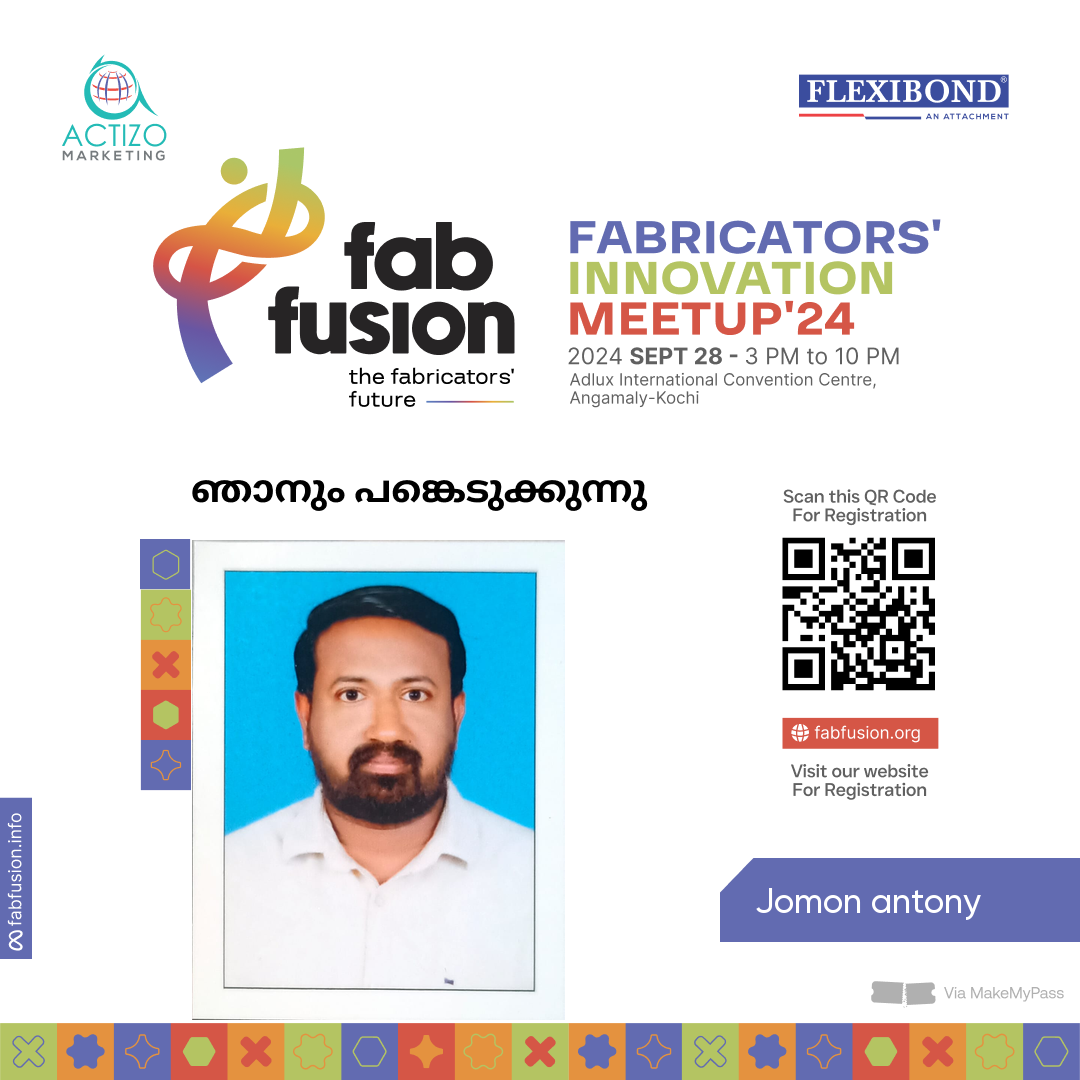 ACTIZO
MARKETING
FLEXIBOND®
AN ATTACHMENT
fab
fusion
the fabricators'
future
FABRICATORS'
INNOVATION
MEETUP'24
2024 SEPT 28 - 3 PM to 10 PM
Adlux International Convention Centre,
Angamaly-Kochi
ഞാനും പങ്കെടുക്കുന്നു
Scan this QR Code
For Registration
fabfusion.org
Visit our website
For Registration
fabfusion.info
Jomon antony
Via MakeMyPass